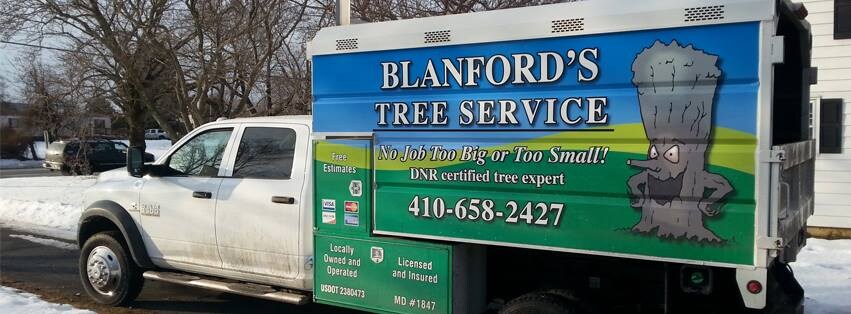 BLANFORD'S
TREE SERVICE
No Job Too Big or Too Small!
DNR certified tree expert
410-658-2427
Free
Estimates
VISA
Locally
Owned and
Operated
USDOT 2380473
Licensed
and Insured
MD #1847